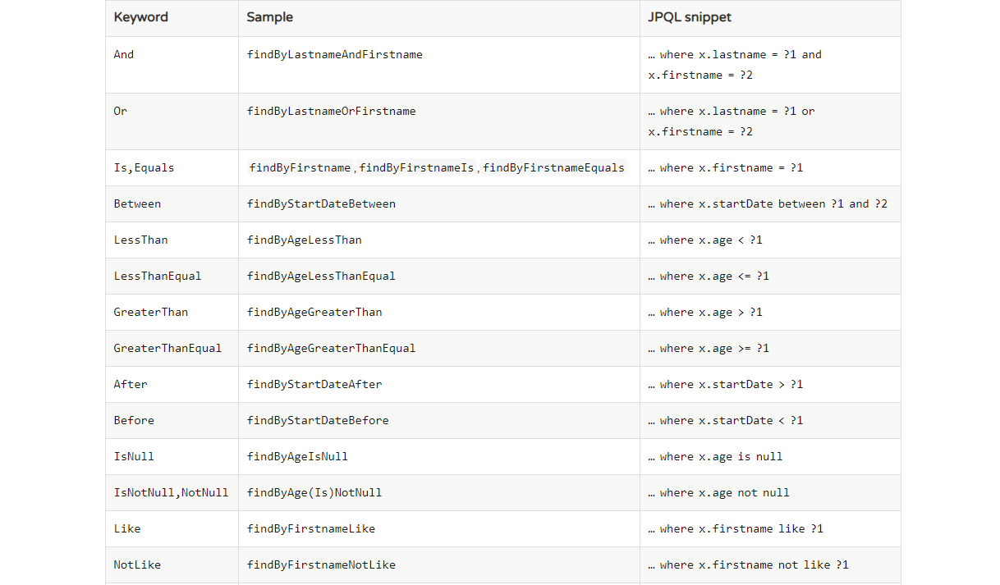 Keyword Sample JPQL snippet
And findByLastnameAndFirstname … where x.lastname = ?1 and
x.firstname = ?2
Or findByLastnameOrFirstname … where x.lastname = ?1 or
x.firstname = ?2
Is,Equals findByFirstname,findByFirstnameIs,findByFirstnameEquals … where x.firstname = ?1
Between findByStartDateBetween … where x.startDate between ?1 and ?2
LessThan findByAgeLessThan … where x.age < ?1
LessThanEqual findByAgeLessThanEqual … where x.age <= ?1
GreaterThan findByAgeGreaterThan … where x.age > ?1
GreaterThanEqual findByAgeGreaterThanEqual … where x.age >= ?1
After findByStartDateAfter … where x.startDate > ?1
Before findByStartDateBefore … where x.startDate < ?1
IsNull findByAgeIsNull … where x.age is null
IsNotNull,NotNull findByAge(Is)NotNull … where x.age not null
Like findByFirstnameLike … where x.firstname like ?1
NotLike findByFirstnameNotLike … where x.firstname not like ?1